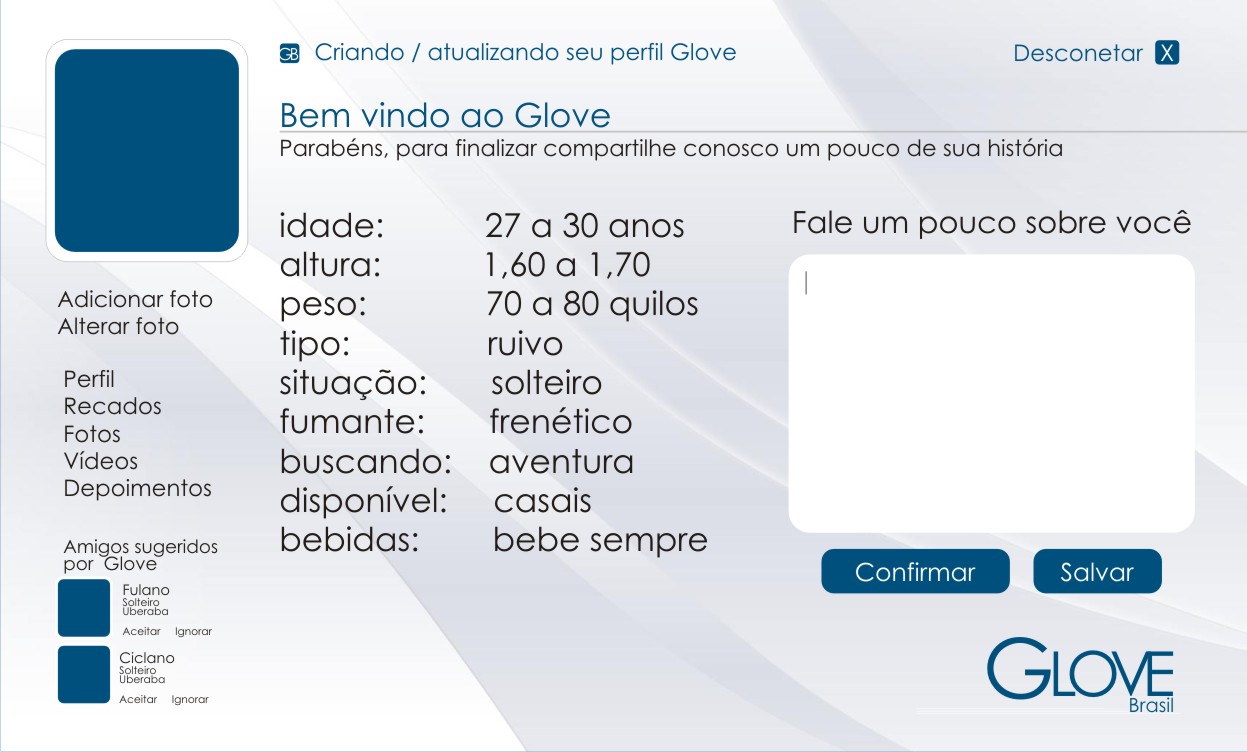 GB Criando / atualizando seu perfil Glove
Desconetar X
Bem vindo ao Glove
Parabéns, para finalizar compartilhe conosco um pouco de sua história
Adicionar foto
Alterar foto
Perfil
Recados
Fotos
Vídeos
Depoimentos
Amigos sugeridos
por Glove
Fulano
Solteiro
Uberaba
Aceitar Ignorar
Ciclano
Solteiro
Uberaba
Aceitar Ignorar
idade: 27 a 30 anos
altura: 1,60 a 1,70
peso: 70 a 80 quilos
tipo: ruivo
situação: solteiro
fumante: frenético
buscando: aventura
disponível: casais
bebidas: bebe sempre
Fale um pouco sobre você
Confirmar Salvar
GLOVE
Brasil